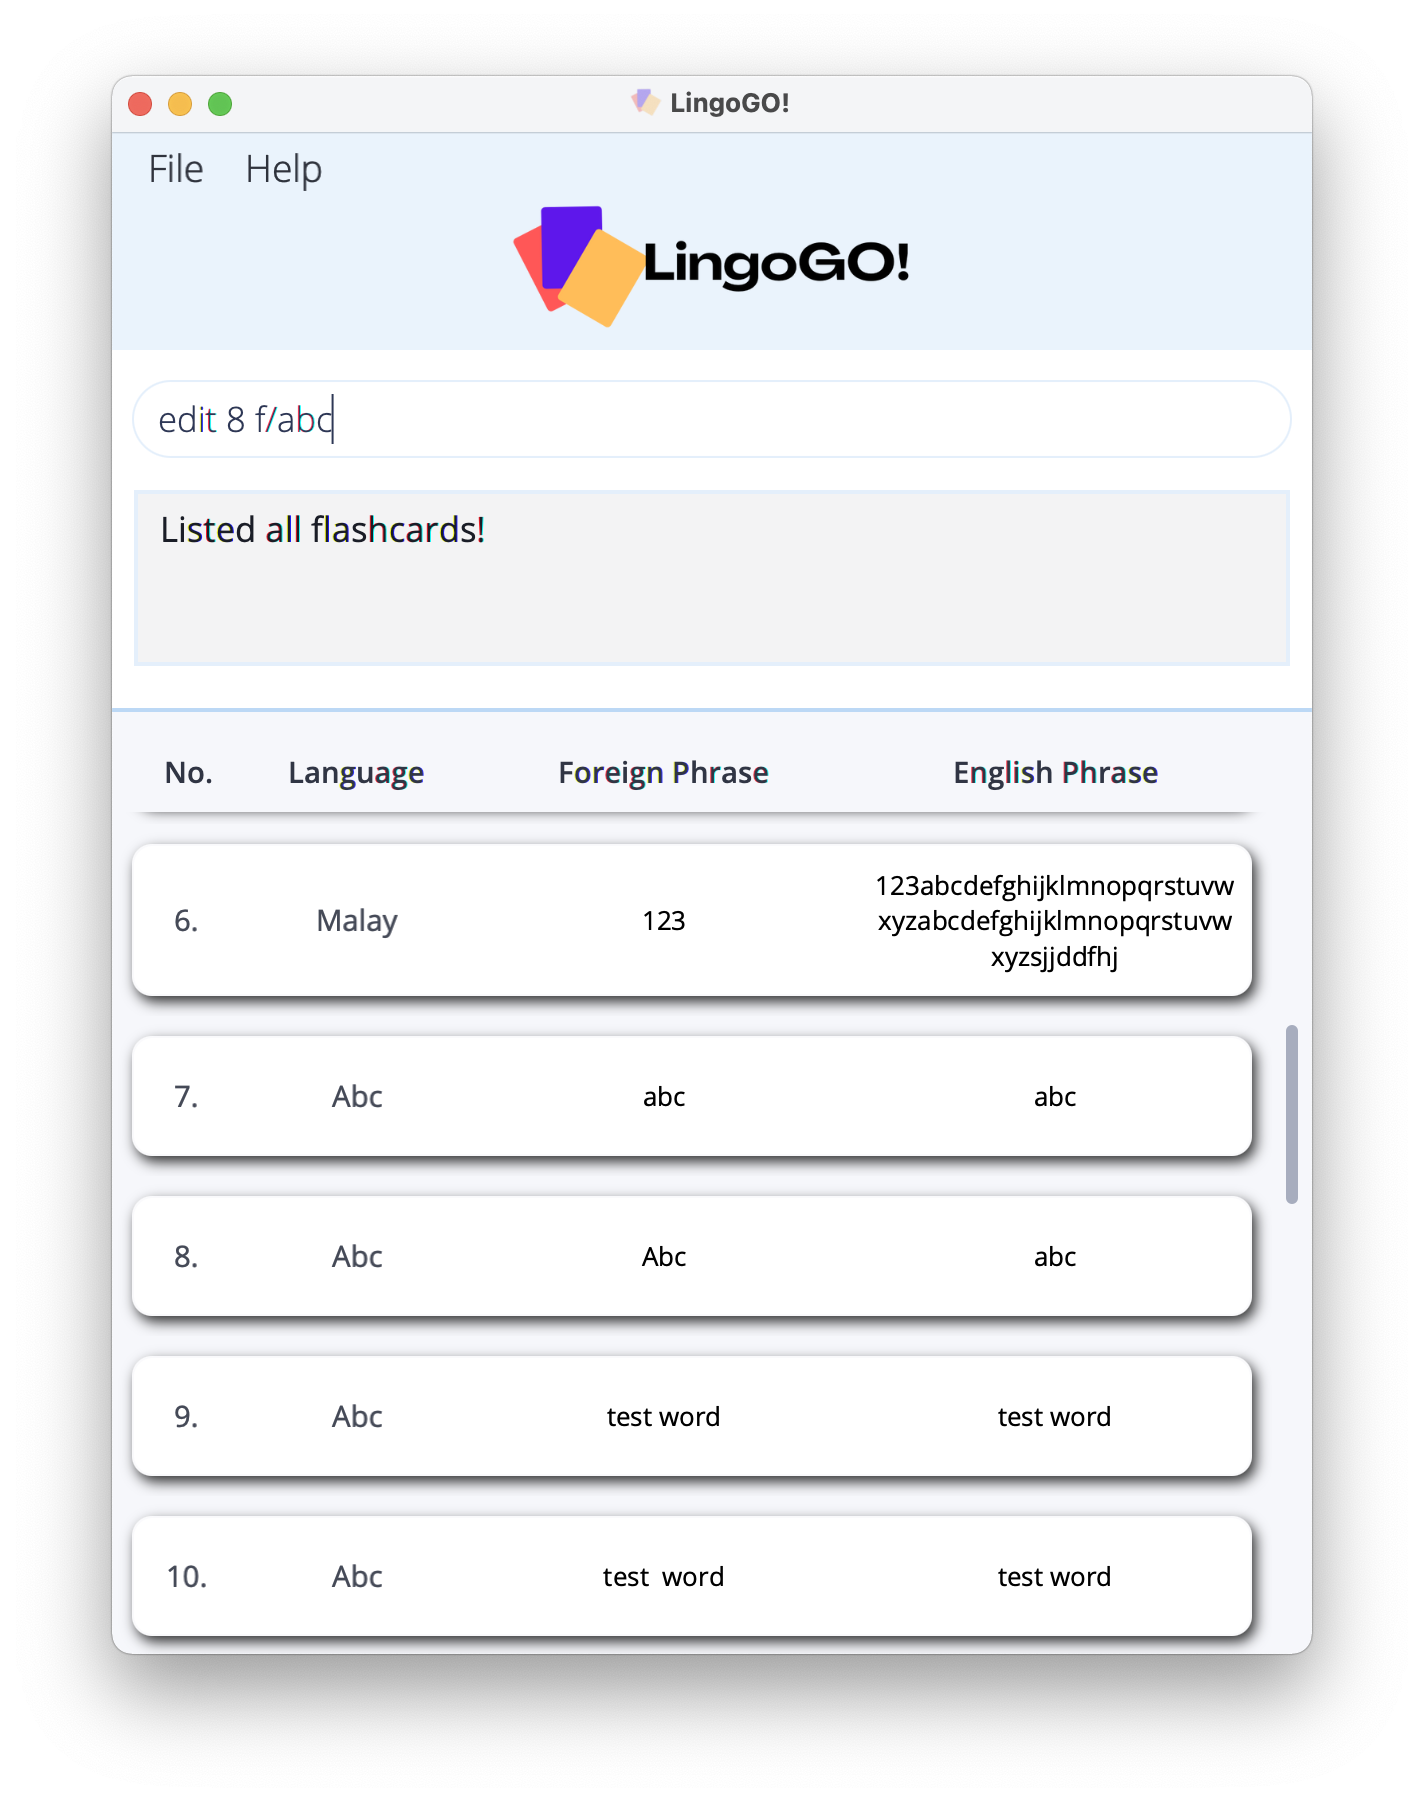 LingoGO!
File Help
LingoGO!
edit 8 f/abc
Listed all flashcards!
No. Language Foreign Phrase English Phrase
6. Malay 123 123abcdefghijklmnopqrstuvw
xyzabcdefghijklmnopqrstuvw
xyzsjjddfhj
7. Abc abc abc
8. Abc Abc abc
9. Abc test word test word
10. Abc test  word test word